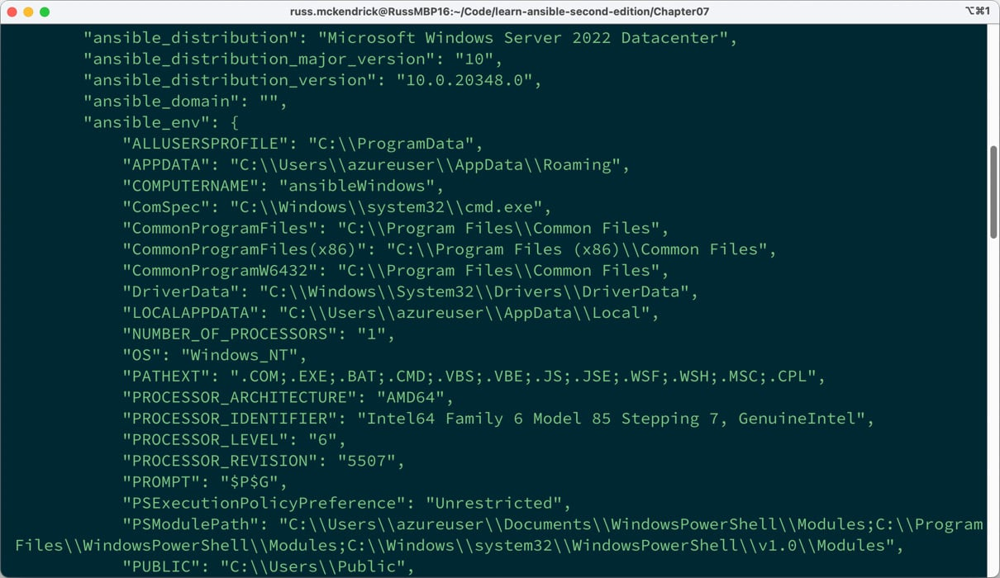 russ.mckendrick@RussMBP16:~/Code/learn-ansible-second-edition/Chapter07
⌥⌘1
"ansible_distribution": "Microsoft Windows Server 2022 Datacenter",
"ansible_distribution_major_version": "10",
"ansible_distribution_version": "10.0.20348.0",
"ansible_domain": "",
"ansible_env": {
"ALLUSERSPROFILE": "C:\\ProgramData",
"APPDATA": "C:\\Users\\azureuser\\AppData\\Roaming",
"COMPUTERNAME": "ansibleWindows",
"ComSpec": "C:\\Windows\\system32\\cmd.exe",
"CommonProgramFiles": "C:\\Program Files\\Common Files",
"CommonProgramFiles(x86)": "C:\\Program Files (x86)\\Common Files",
"CommonProgramW6432": "C:\\Program Files\\Common Files",
"DriverData": "C:\\Windows\\System32\\Drivers\\DriverData",
"LOCALAPPDATA": "C:\\Users\\azureuser\\AppData\\Local",
"NUMBER_OF_PROCESSORS": "1",
"OS": "Windows_NT",
"PATHEXT": ".COM;.EXE;.BAT;.CMD;.VBS;.VBE;.JS;.JSE;.WSF;.WSH;.MSC;.CPL",
"PROCESSOR_ARCHITECTURE": "AMD64",
"PROCESSOR_IDENTIFIER": "Intel64 Family 6 Model 85 Stepping 7, GenuineIntel",
"PROCESSOR_LEVEL": "6",
"PROCESSOR_REVISION": "5507",
"PROMPT": "$P$G",
"PSExecutionPolicyPreference": "Unrestricted",
"PSModulePath": "C:\\Users\\azureuser\\Documents\\WindowsPowerShell\\Modules;C:\\Program
Files\\WindowsPowerShell\\Modules;C:\\Windows\\system32\\WindowsPowerShell\\v1.0\\Modules",
"PUBLIC": "C:\\Users\\Public",